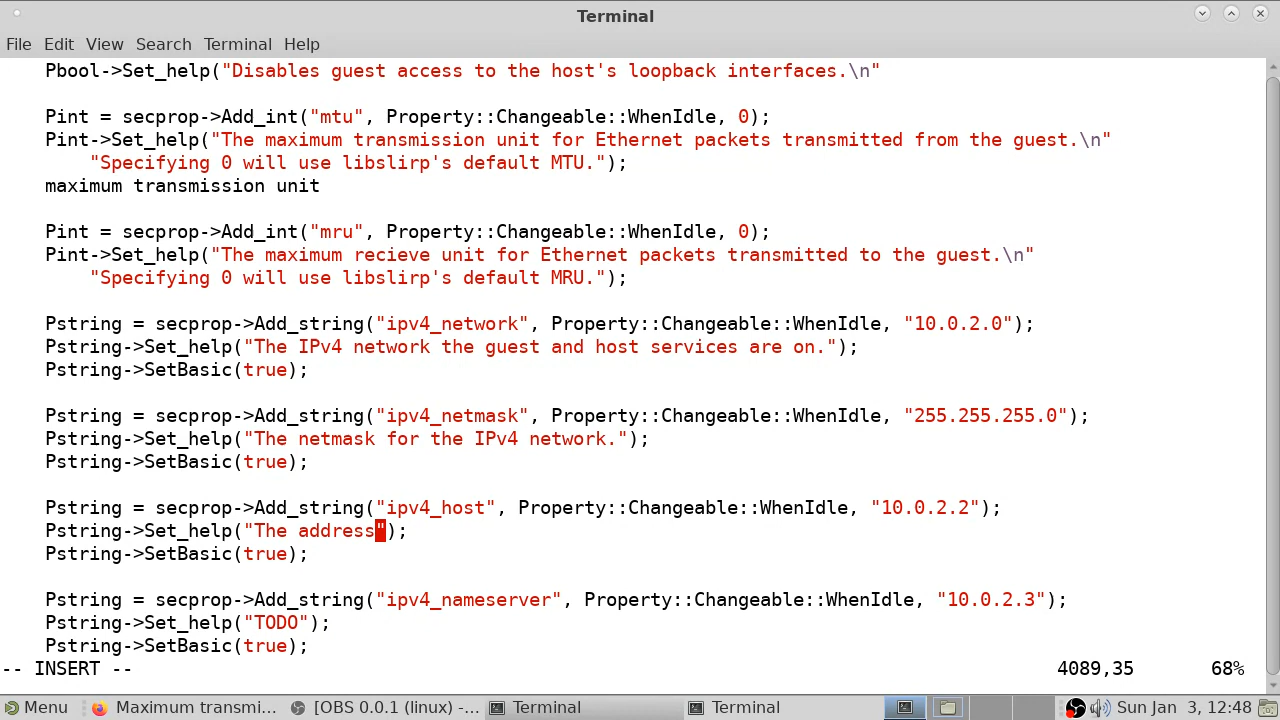 Terminal
File Edit View Search Terminal Help
Pbool->Set_help("Disables guest access to the host's loopback interfaces.\n"
Pint = secprop->Add_int("mtu", Property::Changeable::WhenIdle, 0);
Pint->Set_help("The maximum transmission unit for Ethernet packets transmitted from the guest.\n"
"Specifying 0 will use libslirp's default MTU.");
maximum transmission unit
Pint = secprop->Add_int("mru", Property::Changeable::WhenIdle, 0);
Pint->Set_help("The maximum recieve unit for Ethernet packets transmitted to the guest.\n"
"Specifying 0 will use libslirp's default MRU.");
Pstring = secprop->Add_string("ipv4_network", Property::Changeable::WhenIdle, "10.0.2.0");
Pstring->Set_help("The IPv4 network the guest and host services are on.");
Pstring->SetBasic(true);
Pstring = secprop->Add_string("ipv4_netmask", Property::Changeable::WhenIdle, "255.255.255.0");
Pstring->Set_help("The netmask for the IPv4 network.");
Pstring->SetBasic(true);
Pstring = secprop->Add_string("ipv4_host", Property::Changeable::WhenIdle, "10.0.2.2");
Pstring->Set_help("The address");
Pstring->SetBasic(true);
Pstring = secprop->Add_string("ipv4_nameserver", Property::Changeable::WhenIdle, "10.0.2.3");
Pstring->Set_help("TODO");
Pstring->SetBasic(true);
-- INSERT -- 4089,35 68%
Menu Maximum transmi... [OBS 0.0.1 (linux) -... Terminal Terminal Sun Jan 3, 12:48